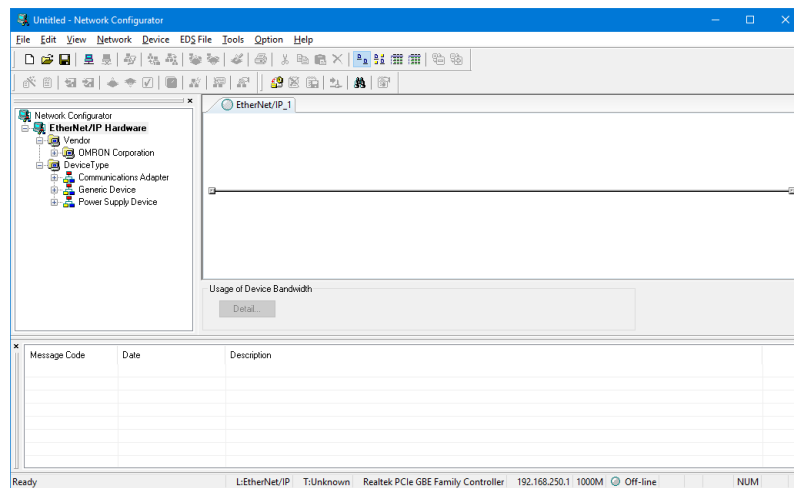 Untitled - Network Configurator
File Edit View Network Device EDS File Tools Option Help
Network Configurator
EtherNet/IP Hardware
Vendor
OMRON Corporation
DeviceType
Communications Adapter
Generic Device
Power Supply Device
EtherNet/IP_1
Usage of Device Bandwidth
Detail...
Message Code Date Description
Ready L:EtherNet/IP T:Unknown Realtek PCIe GBE Family Controller 192.168.250.1 1000M Off-line NUM